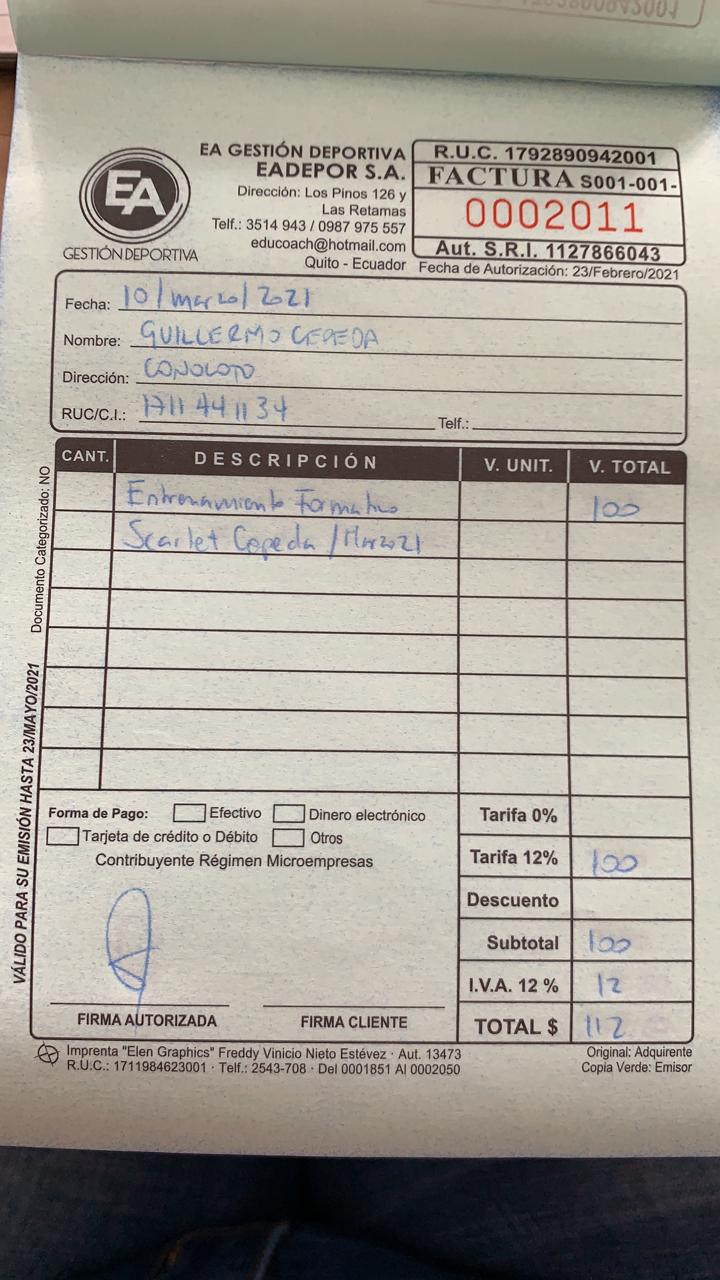 EA GESTIÓN DEPORTIVA
EADEPOR S.A.
Dirección: Los Pinos 126 y
Las Retamas
Telf.: 3514 943 / 0987 975 557
educoach@hotmail.com
Quito - Ecuador
EA
GESTIÓN DEPORTIVA
R.U.C. 1792890942001
FACTURA S001-001-
0002011
Aut. S.R.I. 1127866043
Fecha de Autorización: 23/Febrero/2021
Fecha: 10/marzo/2021
Nombre: GUILLERMO CEPEDA
Dirección: CONOCOTO
RUC/C.I.: 1711441134 Telf.:
CANT. DESCRIPCIÓN V. UNIT. V. TOTAL
Entrenamiento Formativo 100
Scarlet Cepeda / Marzo21
Documento Categorizado: NO
VÁLIDO PARA SU EMISIÓN HASTA 23/MAYO/2021
Forma de Pago: Efectivo Dinero electrónico
Tarjeta de crédito o Débito Otros
Contribuyente Régimen Microempresas
Tarifa 0%
Tarifa 12% 100
Descuento
Subtotal 100
I.V.A. 12 % 12
TOTAL $ 112
FIRMA AUTORIZADA FIRMA CLIENTE
Imprenta "Elen Graphics" Freddy Vinicio Nieto Estévez · Aut. 13473
R.U.C.: 1711984623001 · Telf.: 2543-708 · Del 0001851 Al 0002050
Original: Adquirente
Copia Verde: Emisor